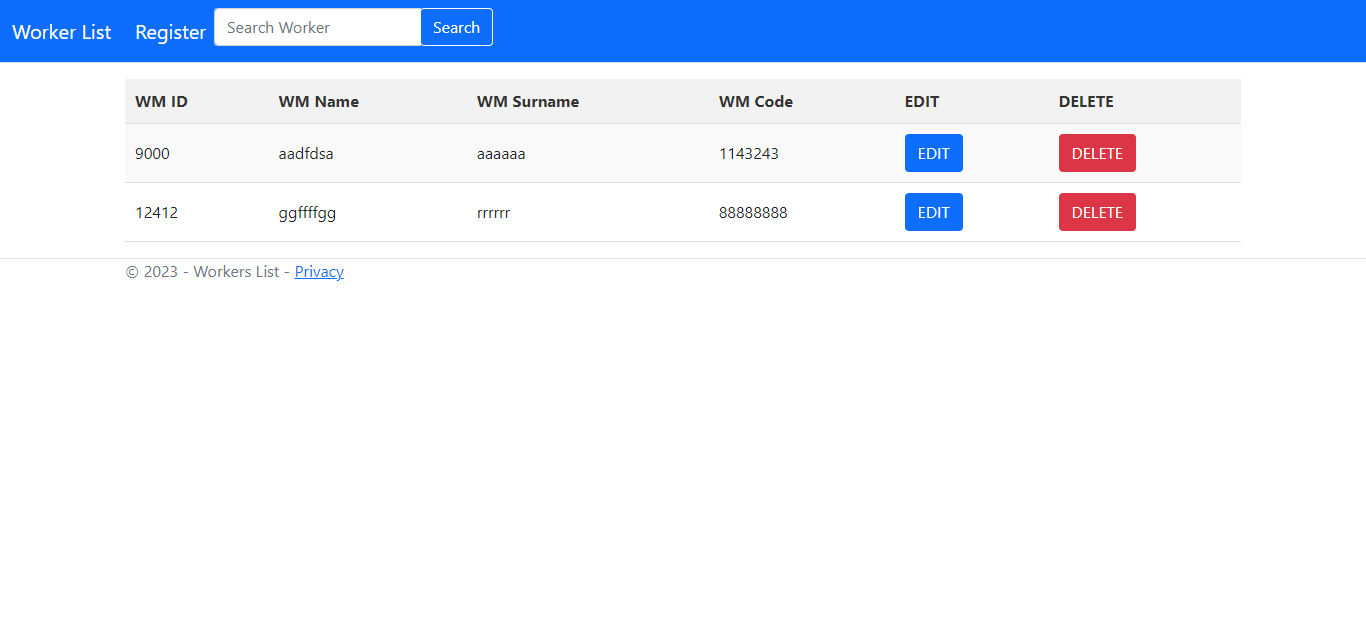 Worker List Register Search Worker Search
WM ID WM Name WM Surname WM Code EDIT DELETE
9000 aadfdsa aaaaaa 1143243 EDIT DELETE
12412 ggffffgg rrrrrr 88888888 EDIT DELETE
© 2023 - Workers List - Privacy